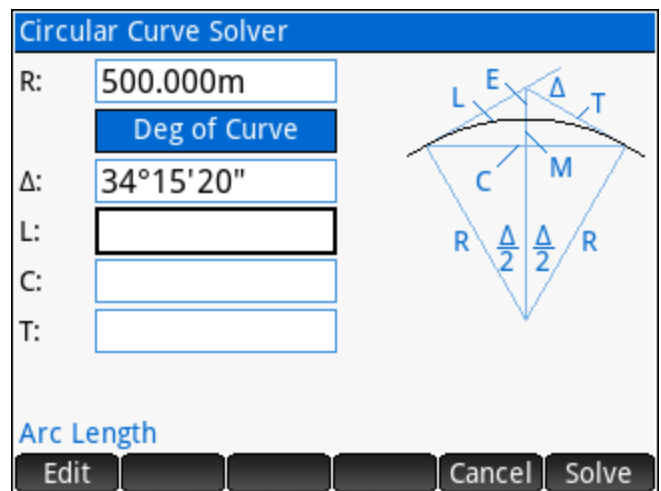 Circular Curve Solver
R: 500.000m
Deg of Curve
Δ: 34°15'20"
L:
C:
T:
E Δ
L T
C M
R Δ/2 Δ/2 R
Arc Length
Edit Cancel Solve